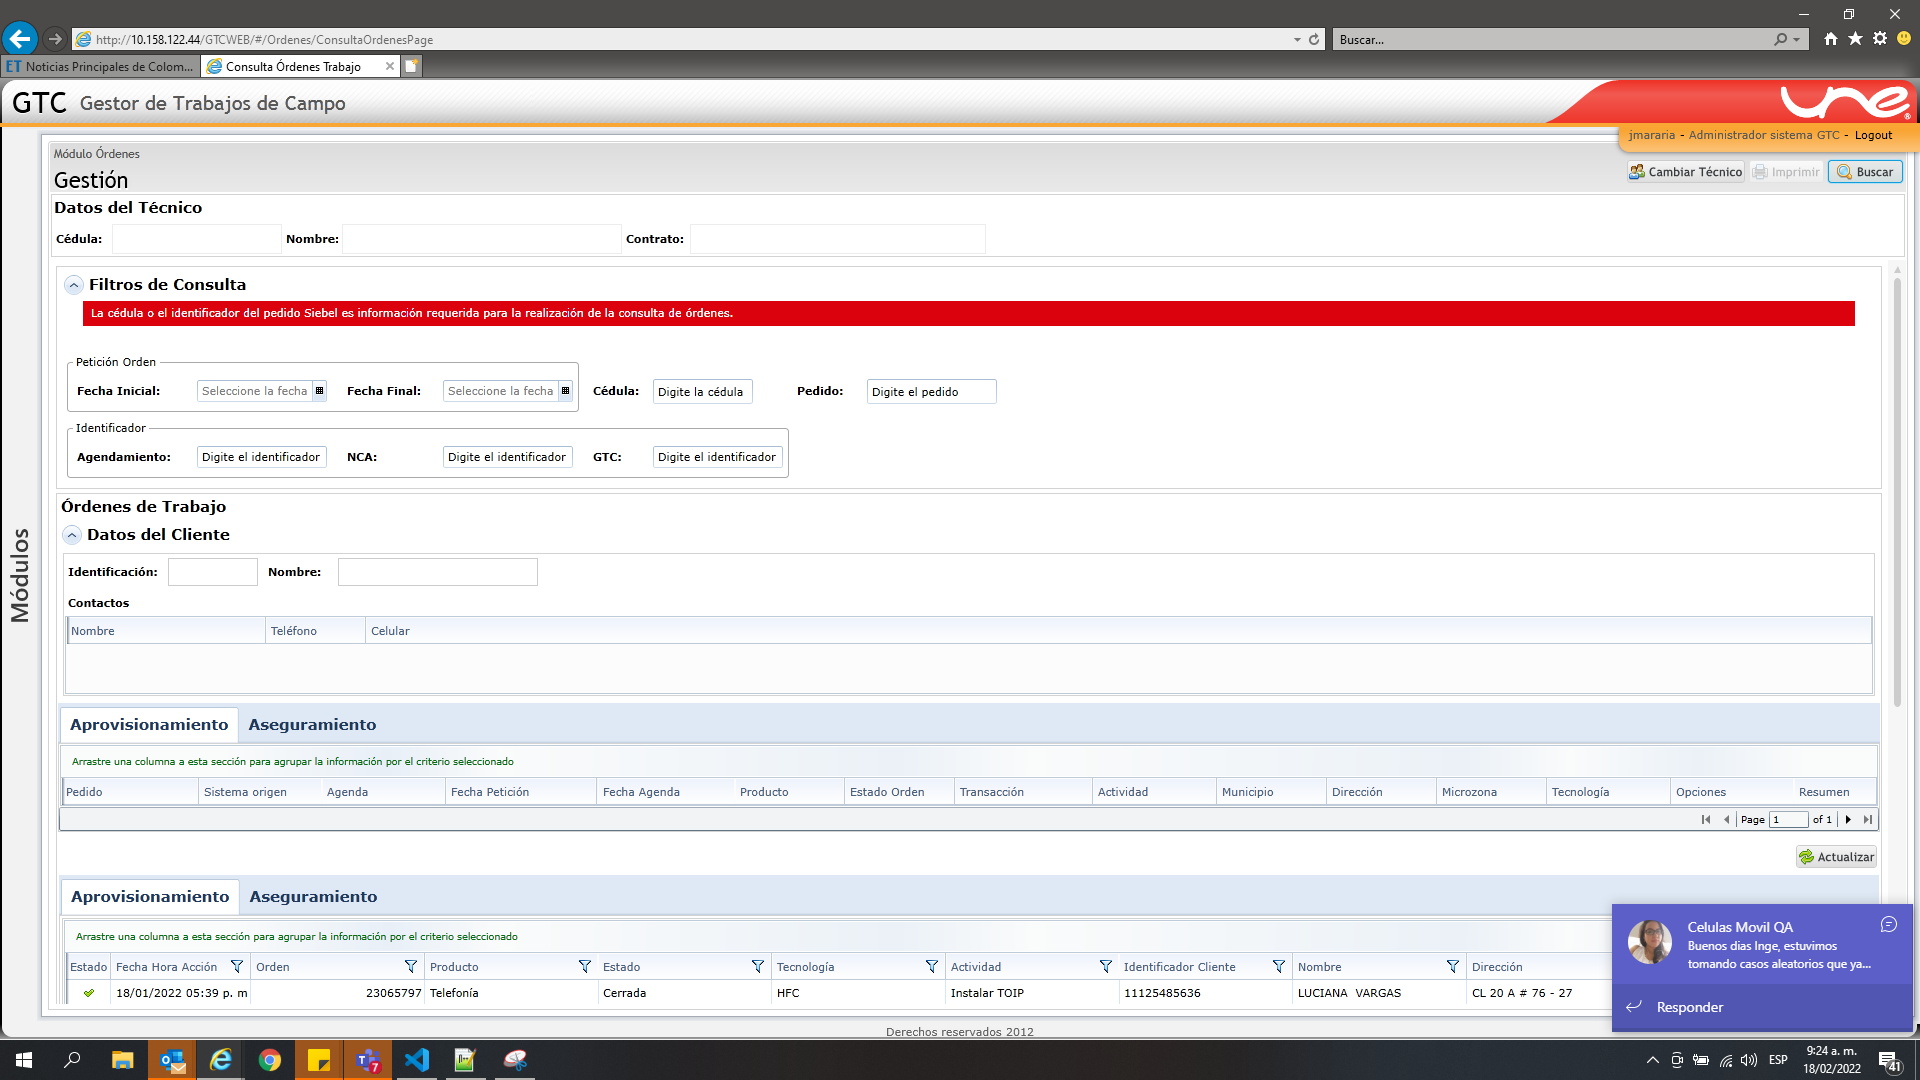 http://10.158.122.44/GTCWEB/#/Ordenes/ConsultaOrdenesPage
Buscar...
ET Noticias Principales de Colom...
Consulta Órdenes Trabajo
GTC Gestor de Trabajos de Campo
une
jmararia - Administrador sistema GTC - Logout
Módulo Órdenes
Gestión
Cambiar Técnico
Imprimir
Buscar
Datos del Técnico
Cédula:
Nombre:
Contrato:
Filtros de Consulta
La cédula o el identificador del pedido Siebel es información requerida para la realización de la consulta de órdenes.
Petición Orden
Fecha Inicial: Seleccione la fecha
Fecha Final: Seleccione la fecha
Cédula: Digite la cédula
Pedido: Digite el pedido
Identificador
Agendamiento: Digite el identificador
NCA: Digite el identificador
GTC: Digite el identificador
Órdenes de Trabajo
Datos del Cliente
Módulos
Identificación:
Nombre:
Contactos
Nombre Teléfono Celular
Aprovisionamiento Aseguramiento
Arrastre una columna a esta sección para agrupar la información por el criterio seleccionado
Pedido Sistema origen Agenda Fecha Petición Fecha Agenda Producto Estado Orden Transacción Actividad Municipio Dirección Microzona Tecnología Opciones Resumen
Page 1 of 1
Actualizar
Aprovisionamiento Aseguramiento
Arrastre una columna a esta sección para agrupar la información por el criterio seleccionado
Estado Fecha Hora Acción Orden Producto Estado Tecnología Actividad Identificador Cliente Nombre Dirección
18/01/2022 05:39 p. m 23065797 Telefonía Cerrada HFC Instalar TOIP 11125485636 LUCIANA VARGAS CL 20 A # 76 - 27
Celulas Movil QA
Buenos dias Inge, estuvimos
tomando casos aleatorios que ya...
Responder
Derechos reservados 2012
7
ESP
9:24 a. m.
18/02/2022
41